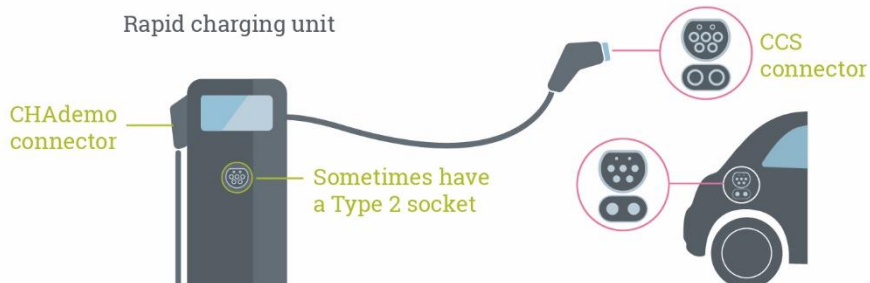 Rapid charging unit
CCS
connector
CHAdemo
connector
Sometimes have
a Type 2 socket